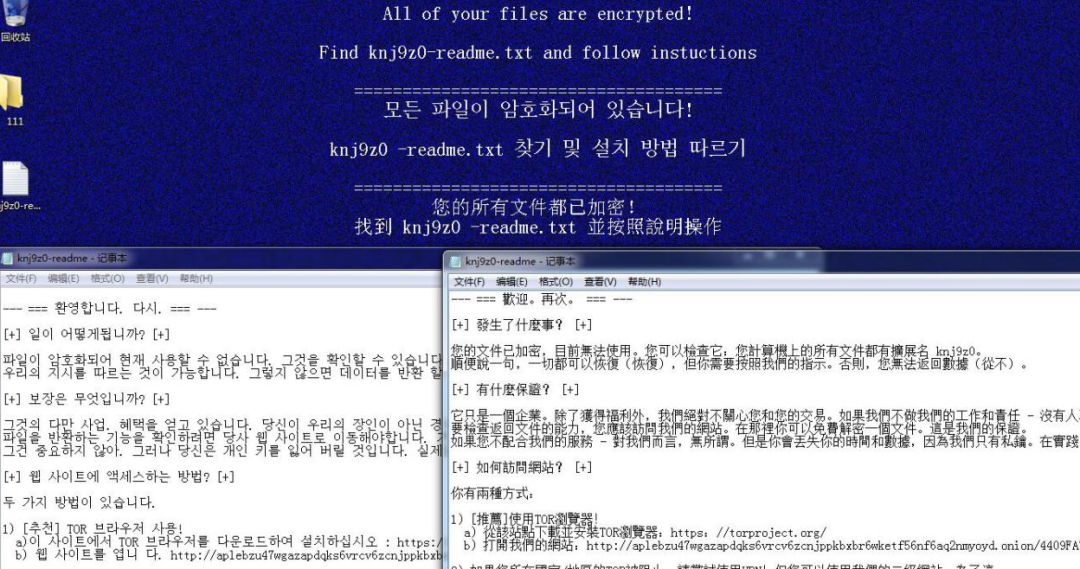 All of your files are encrypted!
Find knj9z0-readme.txt and follow instuctions
=====================================
모든 파일이 암호화되어 있습니다!
knj9z0 -readme.txt 찾기 및 설치 방법 따르기
=====================================
您的所有文件都已加密!
找到 knj9z0 -readme.txt 並按照說明操作
回收站
111
j9z0-re...
knj9z0-readme - 记事本
文件(F) 编辑(E) 格式(O) 查看(V) 帮助(H)
--- === 환영합니다. 다시. === ---
[+] 일이 어떻게됩니까? [+]
파일이 암호화되어 현재 사용할 수 없습니다. 그것을 확인할 수 있습니다
우리의 지시를 따르는 것이 가능합니다. 그렇지 않으면 데이터를 반환 할
[+] 보장은 무엇입니까? [+]
그것의 다만 사업. 혜택을 얻고 있습니다. 당신이 우리의 장인이 아닌 경
파일을 반환하는 기능을 확인하려면 당사 웹 사이트로 이동해야합니다.
그건 중요하지 않아. 그러나 당신은 개인 키를 잃어 버릴 것입니다. 실제
[+] 웹 사이트에 액세스하는 방법? [+]
두 가지 방법이 있습니다.
1) [추천] TOR 브라우저 사용!
a)이 사이트에서 TOR 브라우저를 다운로드하여 설치하십시오 : https:/
b) 웹 사이트를 엽니 다. http://aplebzu47wgazapdqks6vrcv6zcnjppkbxb
knj9z0-readme - 记事本
文件(F) 编辑(E) 格式(O) 查看(V) 帮助(H)
--- === 歡迎。再次。 === ---
[+] 發生了什麼事? [+]
您的文件已加密，目前無法使用。您可以檢查它：您計算機上的所有文件都有擴展名 knj9z0。
順便說一句，一切都可以恢復（恢復），但你需要按照我們的指示。否則，您無法返回數據（從不）。
[+] 有什麼保證? [+]
它只是一個企業。除了獲得福利外，我們絕對不關心您和您的交易。如果我們不做我們的工作和責任 - 沒有人
要檢查返回文件的能力，您應該訪問我們的網站。在那裡你可以免費解密一個文件。這是我們的保證。
如果您不配合我們的服務 - 對我們而言，無所謂。但是你會丟失你的時間和數據，因為我們只有私鑰。在實踐
[+] 如何訪問網站? [+]
你有兩種方式:
1) [推薦]使用TOR瀏覽器!
a) 從該站點下載並安裝TOR瀏覽器：https: //torproject.org/
b) 打開我們的網站：http://aplebzu47wgazapdqks6vrcv6zcnjppkbxbr6wketf56nf6aq2nmyoyd.onion/4409FA